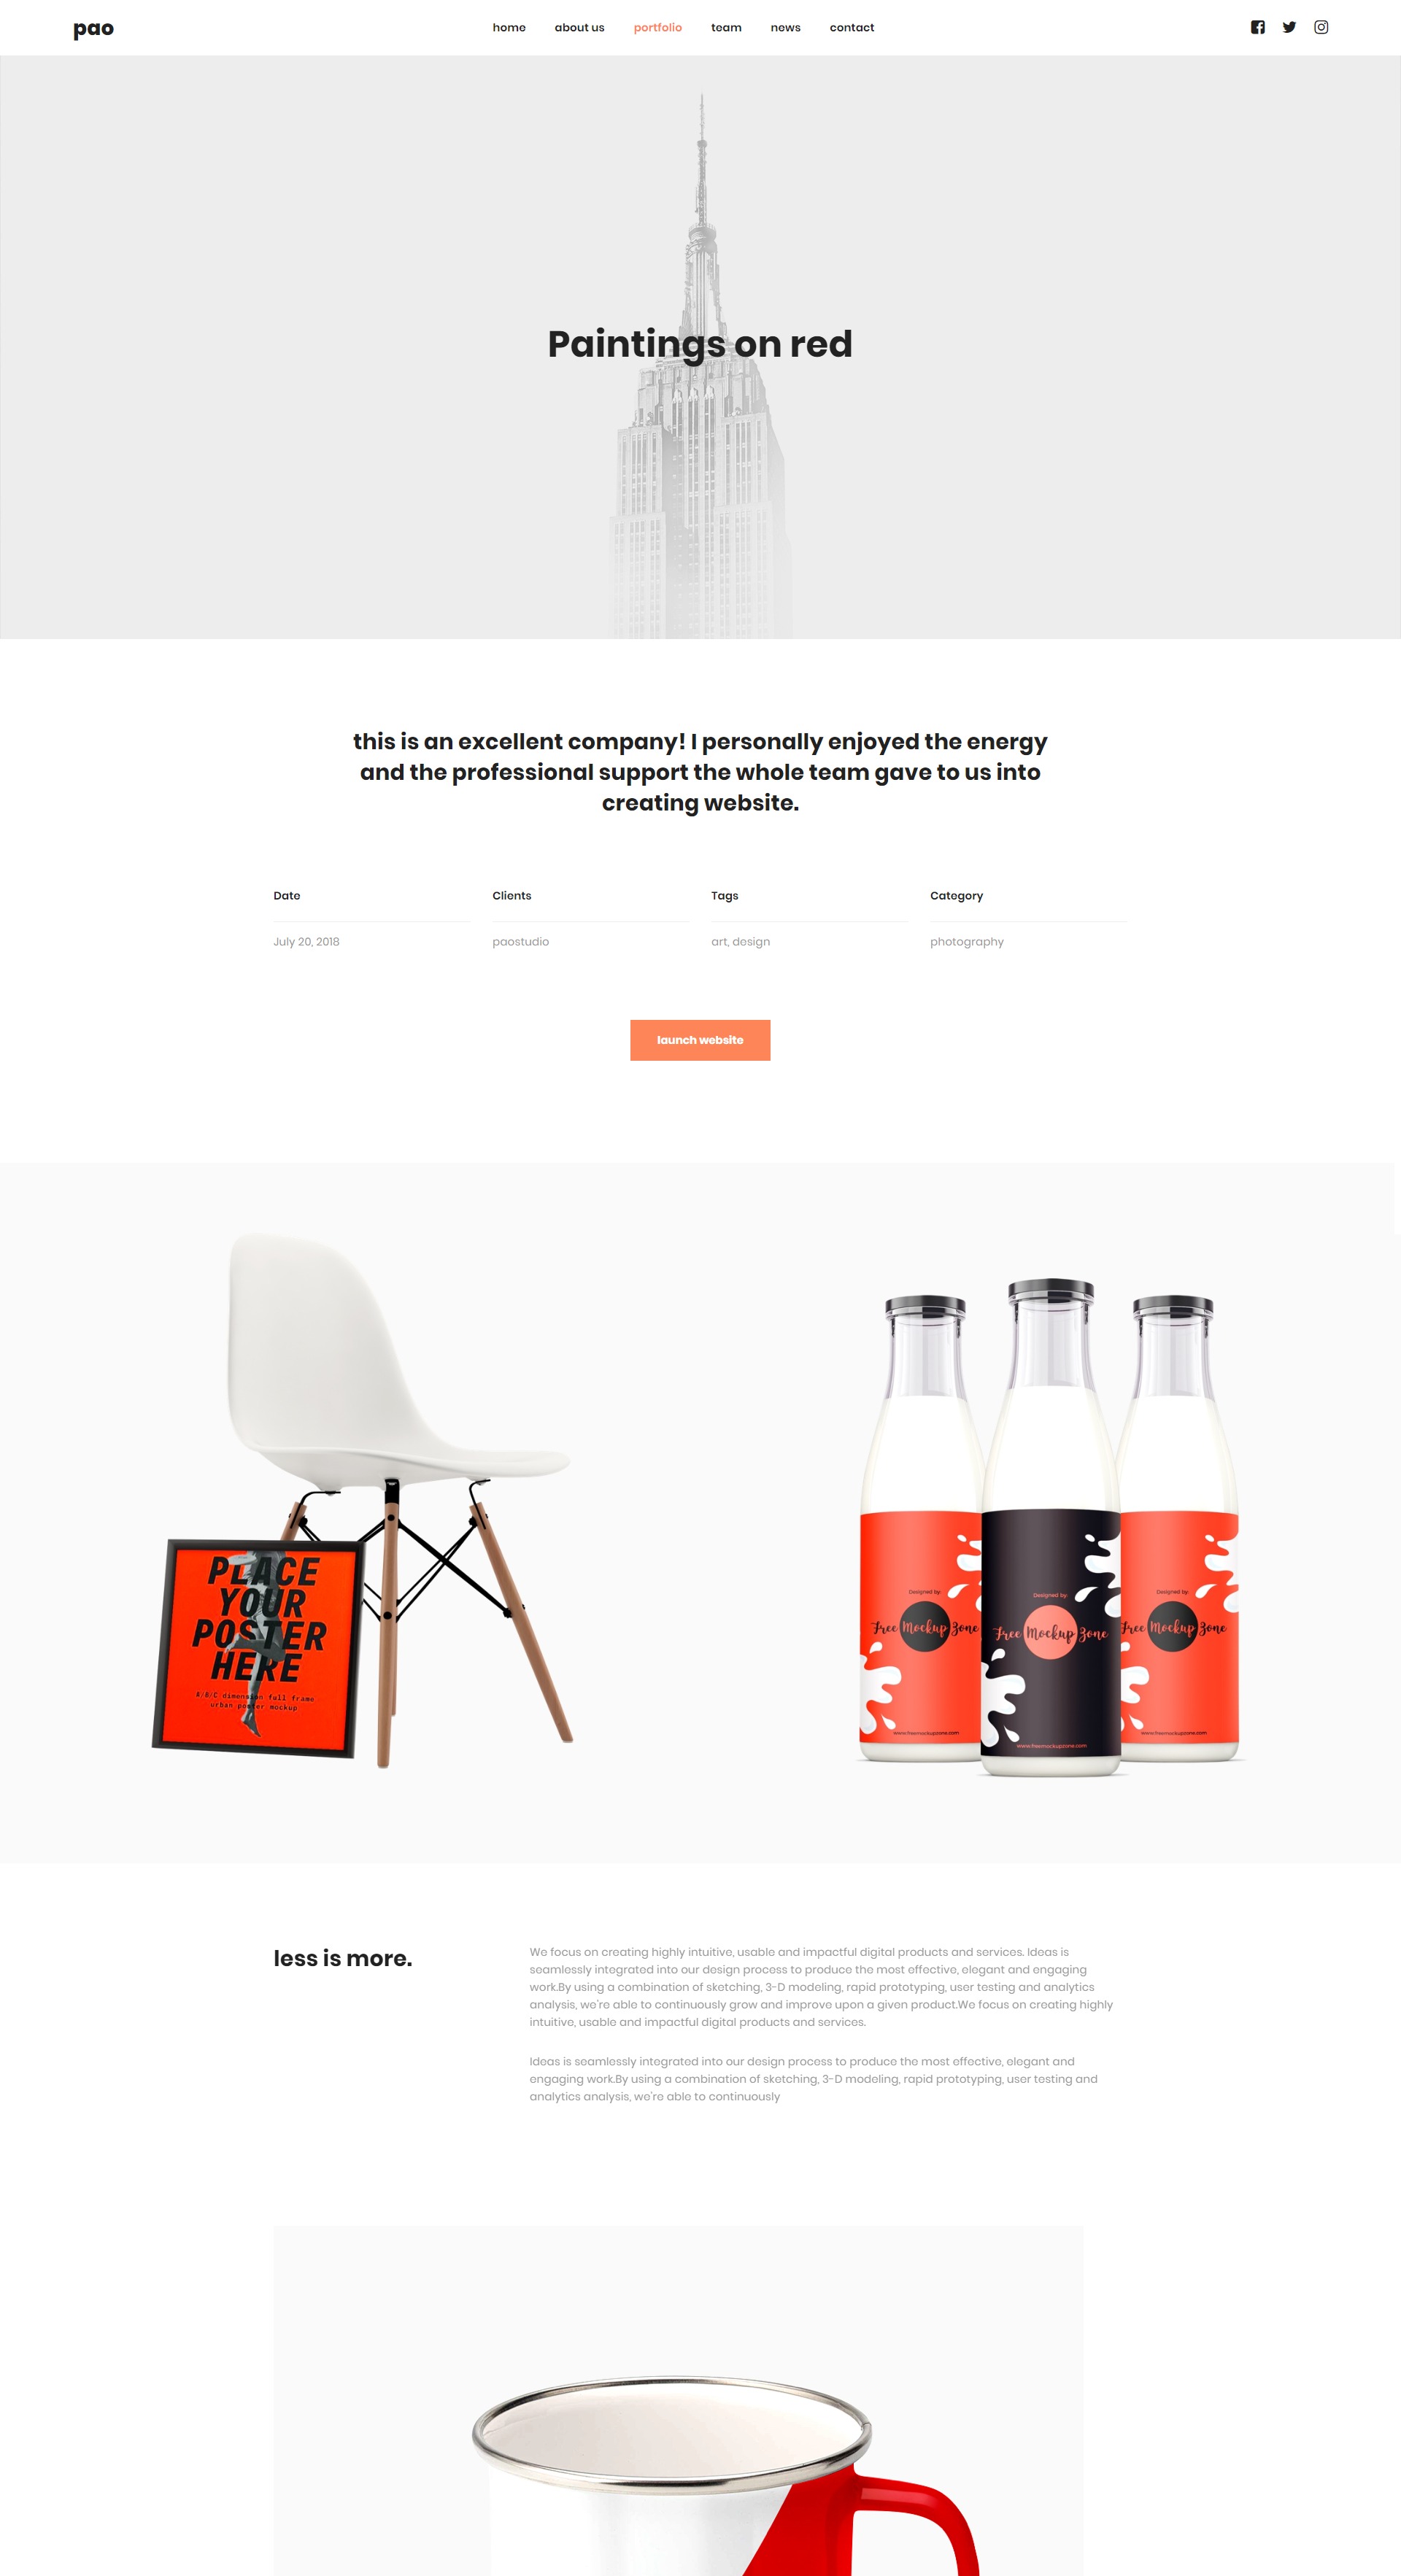 pao
home about us portfolio team news contact
Paintings on red
this is an excellent company! I personally enjoyed the energy
and the professional support the whole team gave to us into
creating website.
Date Clients Tags Category
July 20, 2018 paostudio art, design photography
launch website
PLACE
YOUR
POSTER
HERE
A/B/C dimension full frame
urban poster mockup
Designed by:
Free Mockup Zone
www.freemockupzone.com
Designed by:
Free Mockup Zone
www.freemockupzone.com
Designed by:
Free Mockup Zone
www.freemockupzone.com
less is more.
We focus on creating highly intuitive, usable and impactful digital products and services. Ideas is
seamlessly integrated into our design process to produce the most effective, elegant and engaging
work.By using a combination of sketching, 3-D modeling, rapid prototyping, user testing and analytics
analysis, we're able to continuously grow and improve upon a given product.We focus on creating highly
intuitive, usable and impactful digital products and services.
Ideas is seamlessly integrated into our design process to produce the most effective, elegant and
engaging work.By using a combination of sketching, 3-D modeling, rapid prototyping, user testing and
analytics analysis, we're able to continuously